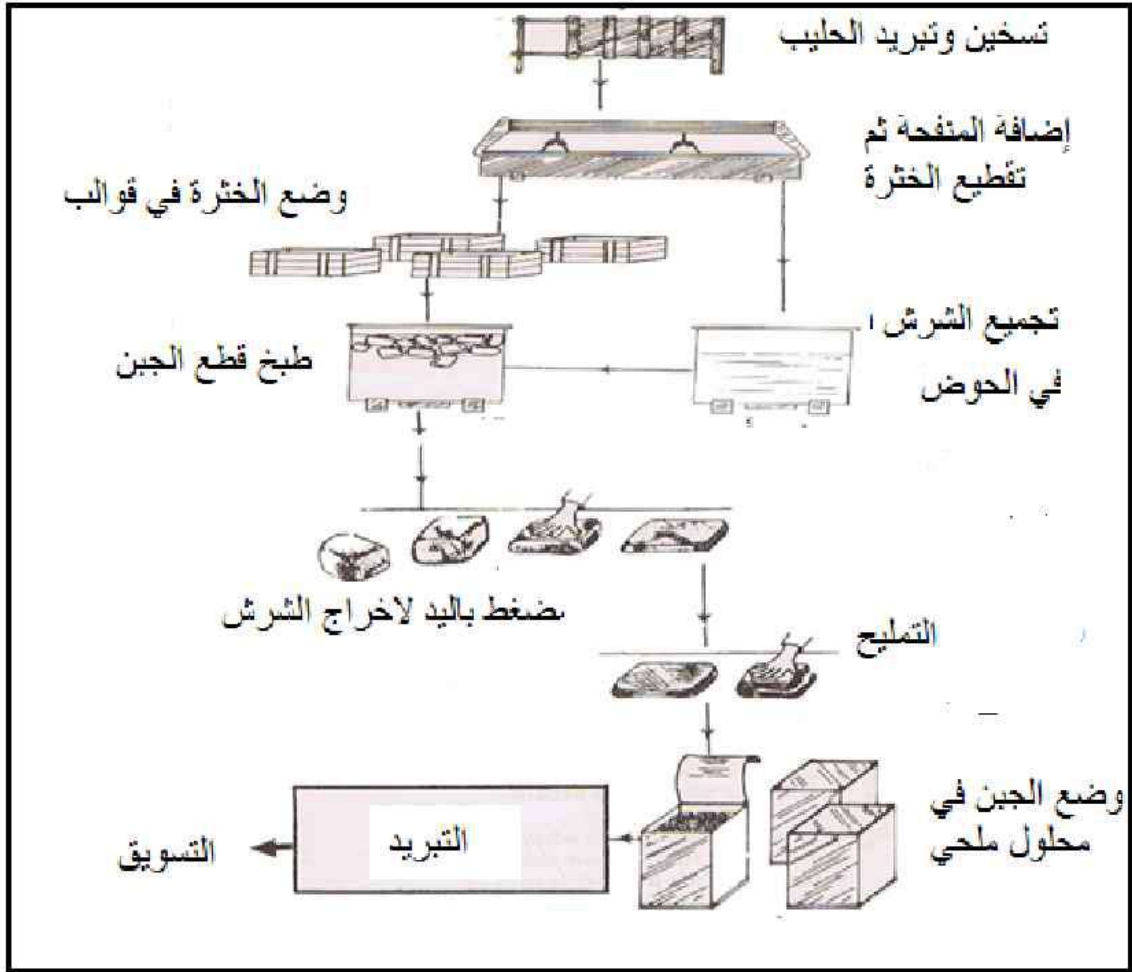 تسخين وتبريد الحليب
إضافة المنفحة ثم
تقطيع الخثرة
وضع الخثرة في قوالب
تجميع الشرش ا
في الحوض
طبخ قطع الجبن
ضغط باليد لاخراج الشرش
التمليح
وضع الجبن في
محلول ملحي
التبريد
التسويق